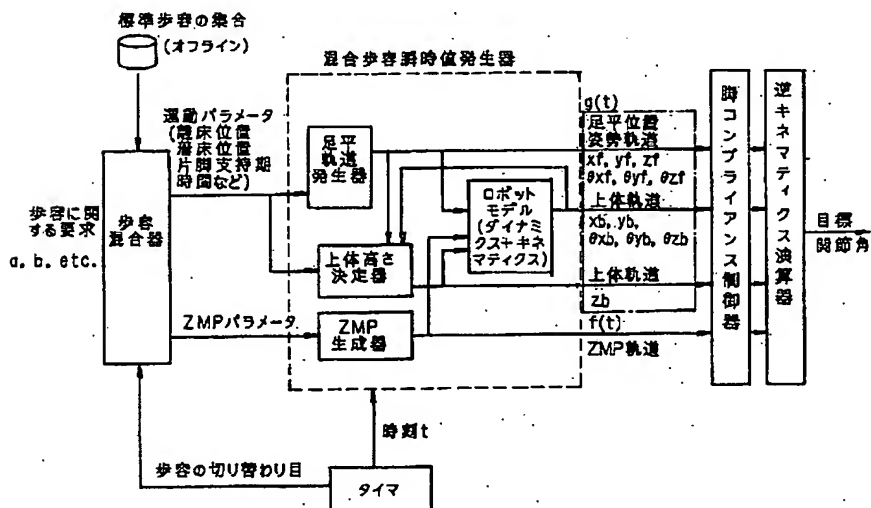 標準歩容の集合
(オフライン)
混合歩容瞬時値発生器
運動パラメータ
(離床位置
着床位置
片脚支持期
時間など)
歩容に関
する要求
a, b, etc.
歩容
混合器
足平
軌道
発生器
上体高さ
決定器
ZMPパラメータ
ZMP
生成器
ロボット
モデル
(ダイナミ
クス+キネ
マティクス)
g(t)
足平位置
姿勢軌道
xf, yf, zf
θxf, θyf, θzf
上体軌道
xb, yb,
θxb, θyb, θzb
上体軌道
zb
f(t)
ZMP軌道
脚コンプライアンス制御器
逆キネマティクス演算器
目標
関節角
時刻t
歩容の切り替わり目
タイマ